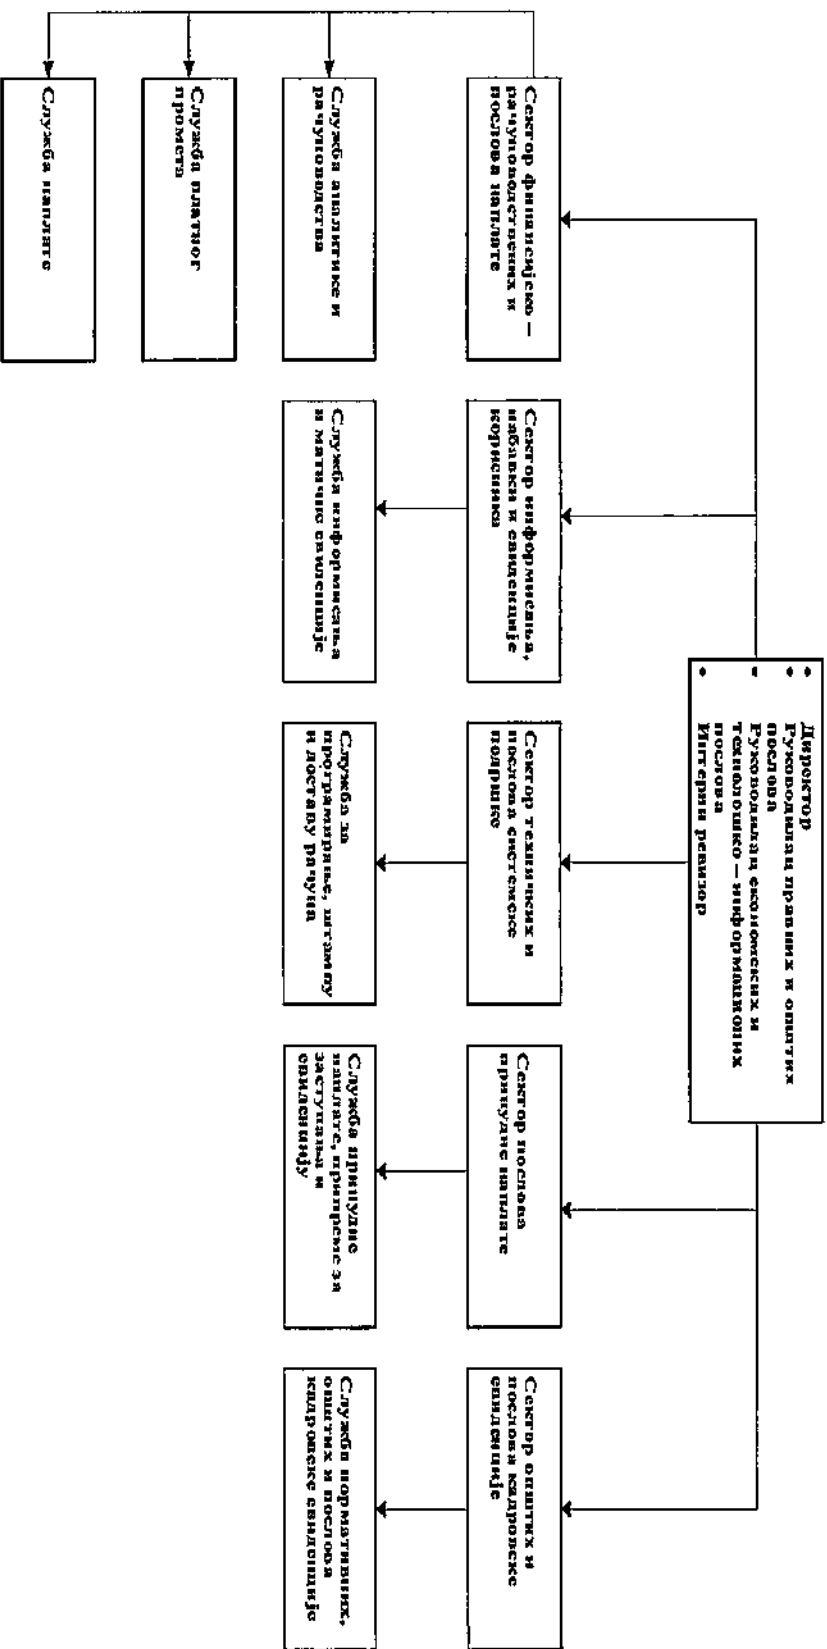 Директор
Руководилац правних и општих
послова
Руководилац економских и
технолошко – информационих
послова
Интерни ревизор
Сектор финансијско –
рачуноводствених и
послова наплате
Сектор информисања,
набавки и евиденције
корисника
Сектор техничких и
послова системске
подршке
Сектор послова
принудне наплате
Сектор општих и
послова кадровске
евиденције
Служба аналитике и
рачуноводства
Служба информисања
и матичне евиденције
Служба за
програмирање, штампу
и доставу рачуна
Служба принудне
наплате, припреме за
заступања и
евиденцију
Служба нормативних,
општих и послова
кадровске евиденције
Служба платног
промета
Служба наплате